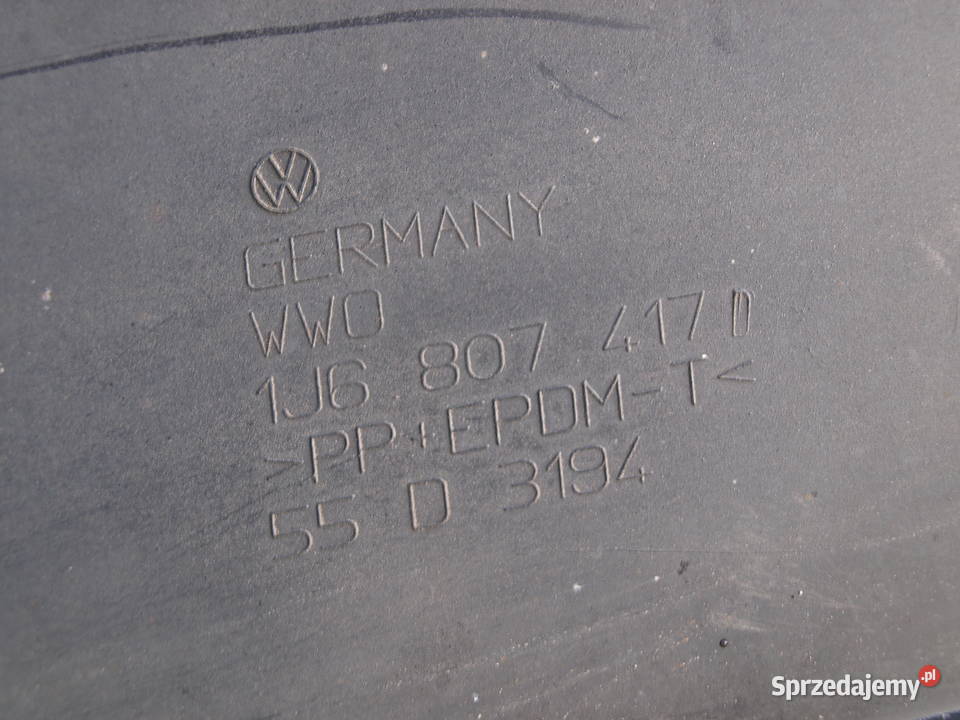 GERMANY
WWO
1J6 807 417 D
>PP+EPDM-T<
55 D 3194
Sprzedajemy.pl